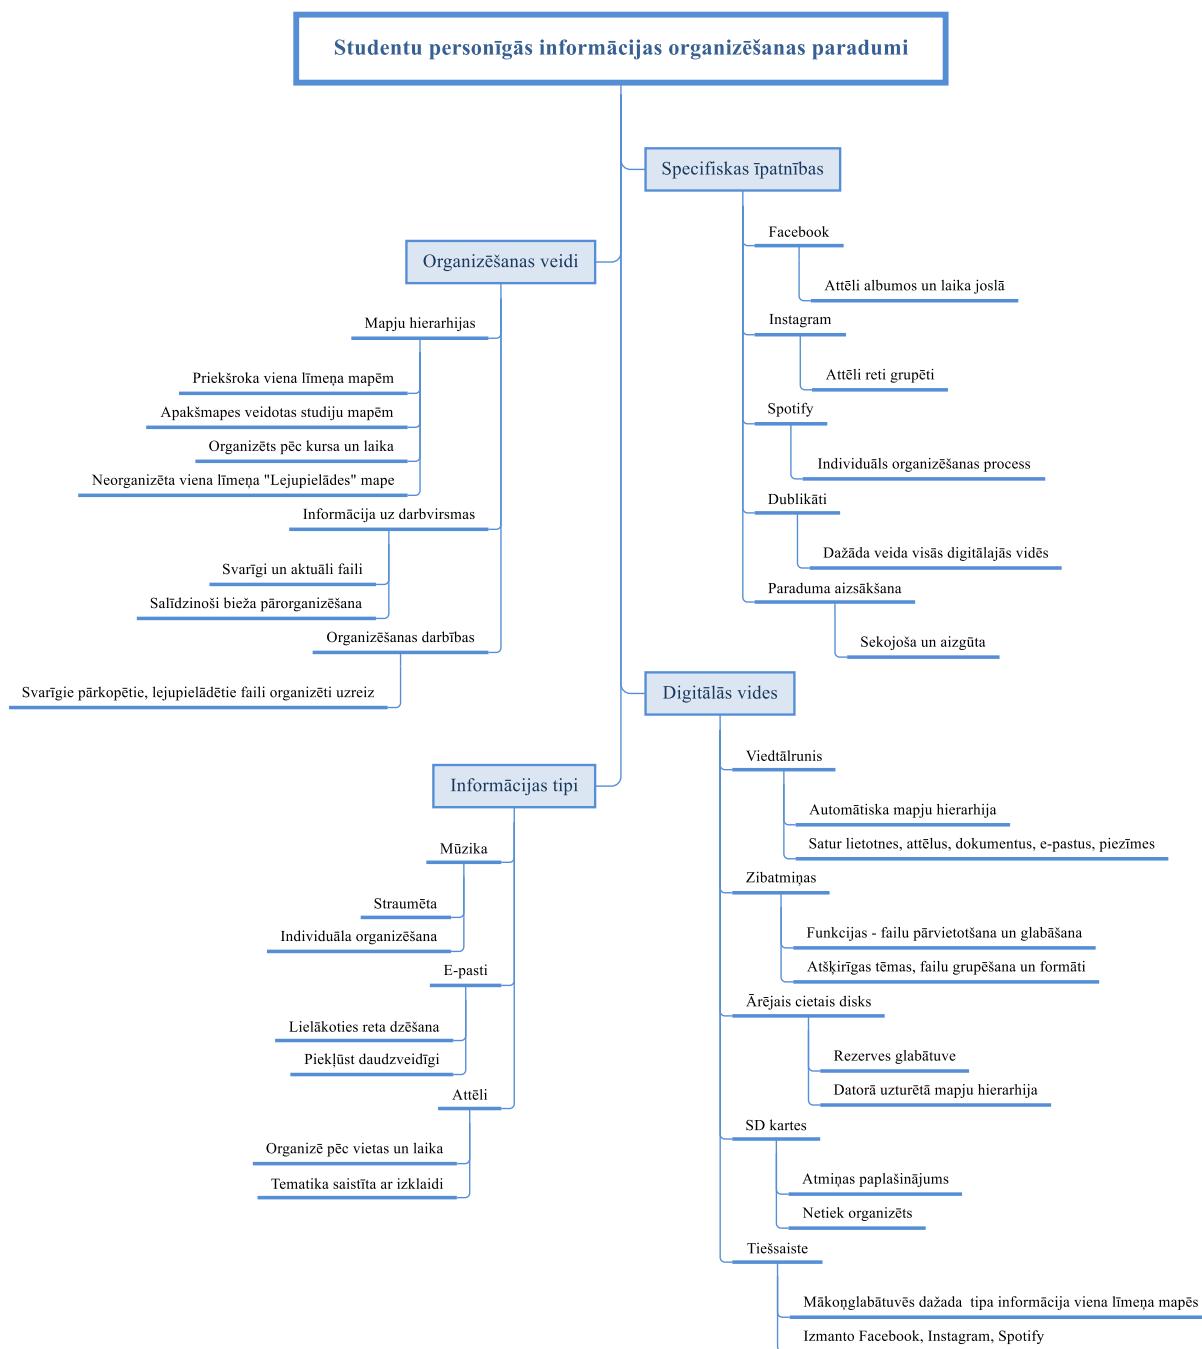 Studentu personīgās informācijas organizēšanas paradumi
Specifiskas īpatnības
Facebook
Attēli albumos un laika joslā
Instagram
Attēli reti grupēti
Spotify
Individuāls organizēšanas process
Dublikāti
Dažāda veida visās digitālajās vidēs
Paraduma aizsākšana
Sekojoša un aizgūta
Organizēšanas veidi
Mapju hierarhijas
Priekšroka viena līmeņa mapēm
Apakšmapes veidotas studiju mapēm
Organizēts pēc kursa un laika
Neorganizēta viena līmeņa "Lejupielādes" mape
Informācija uz darbvirsmas
Svarīgi un aktuāli faili
Salīdzinoši bieža pārorganizēšana
Organizēšanas darbības
Svarīgie pārkopētie, lejupielādētie faili organizēti uzreiz
Digitālās vides
Viedtālrunis
Automātiska mapju hierarhija
Satur lietotnes, attēlus, dokumentus, e-pastus, piezīmes
Zibatmiņas
Funkcijas - failu pārvietotšana un glabāšana
Atšķirīgas tēmas, failu grupēšana un formāti
Ārējais cietais disks
Rezerves glabātuve
Datorā uzturētā mapju hierarhija
SD kartes
Atmiņas paplašinājums
Netiek organizēts
Tiešsaiste
Mākoņglabātuvēs dažada  tipa informācija viena līmeņa mapēs
Izmanto Facebook, Instagram, Spotify
Informācijas tipi
Mūzika
Straumēta
Individuāla organizēšana
E-pasti
Lielākoties reta dzēšana
Piekļūst daudzveidīgi
Attēli
Organizē pēc vietas un laika
Tematika saistīta ar izklaidi